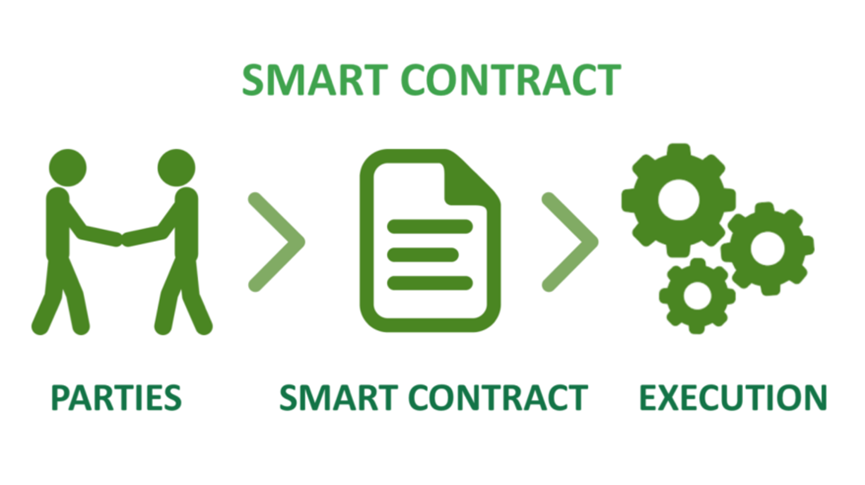 SMART CONTRACT
PARTIES
SMART CONTRACT
EXECUTION